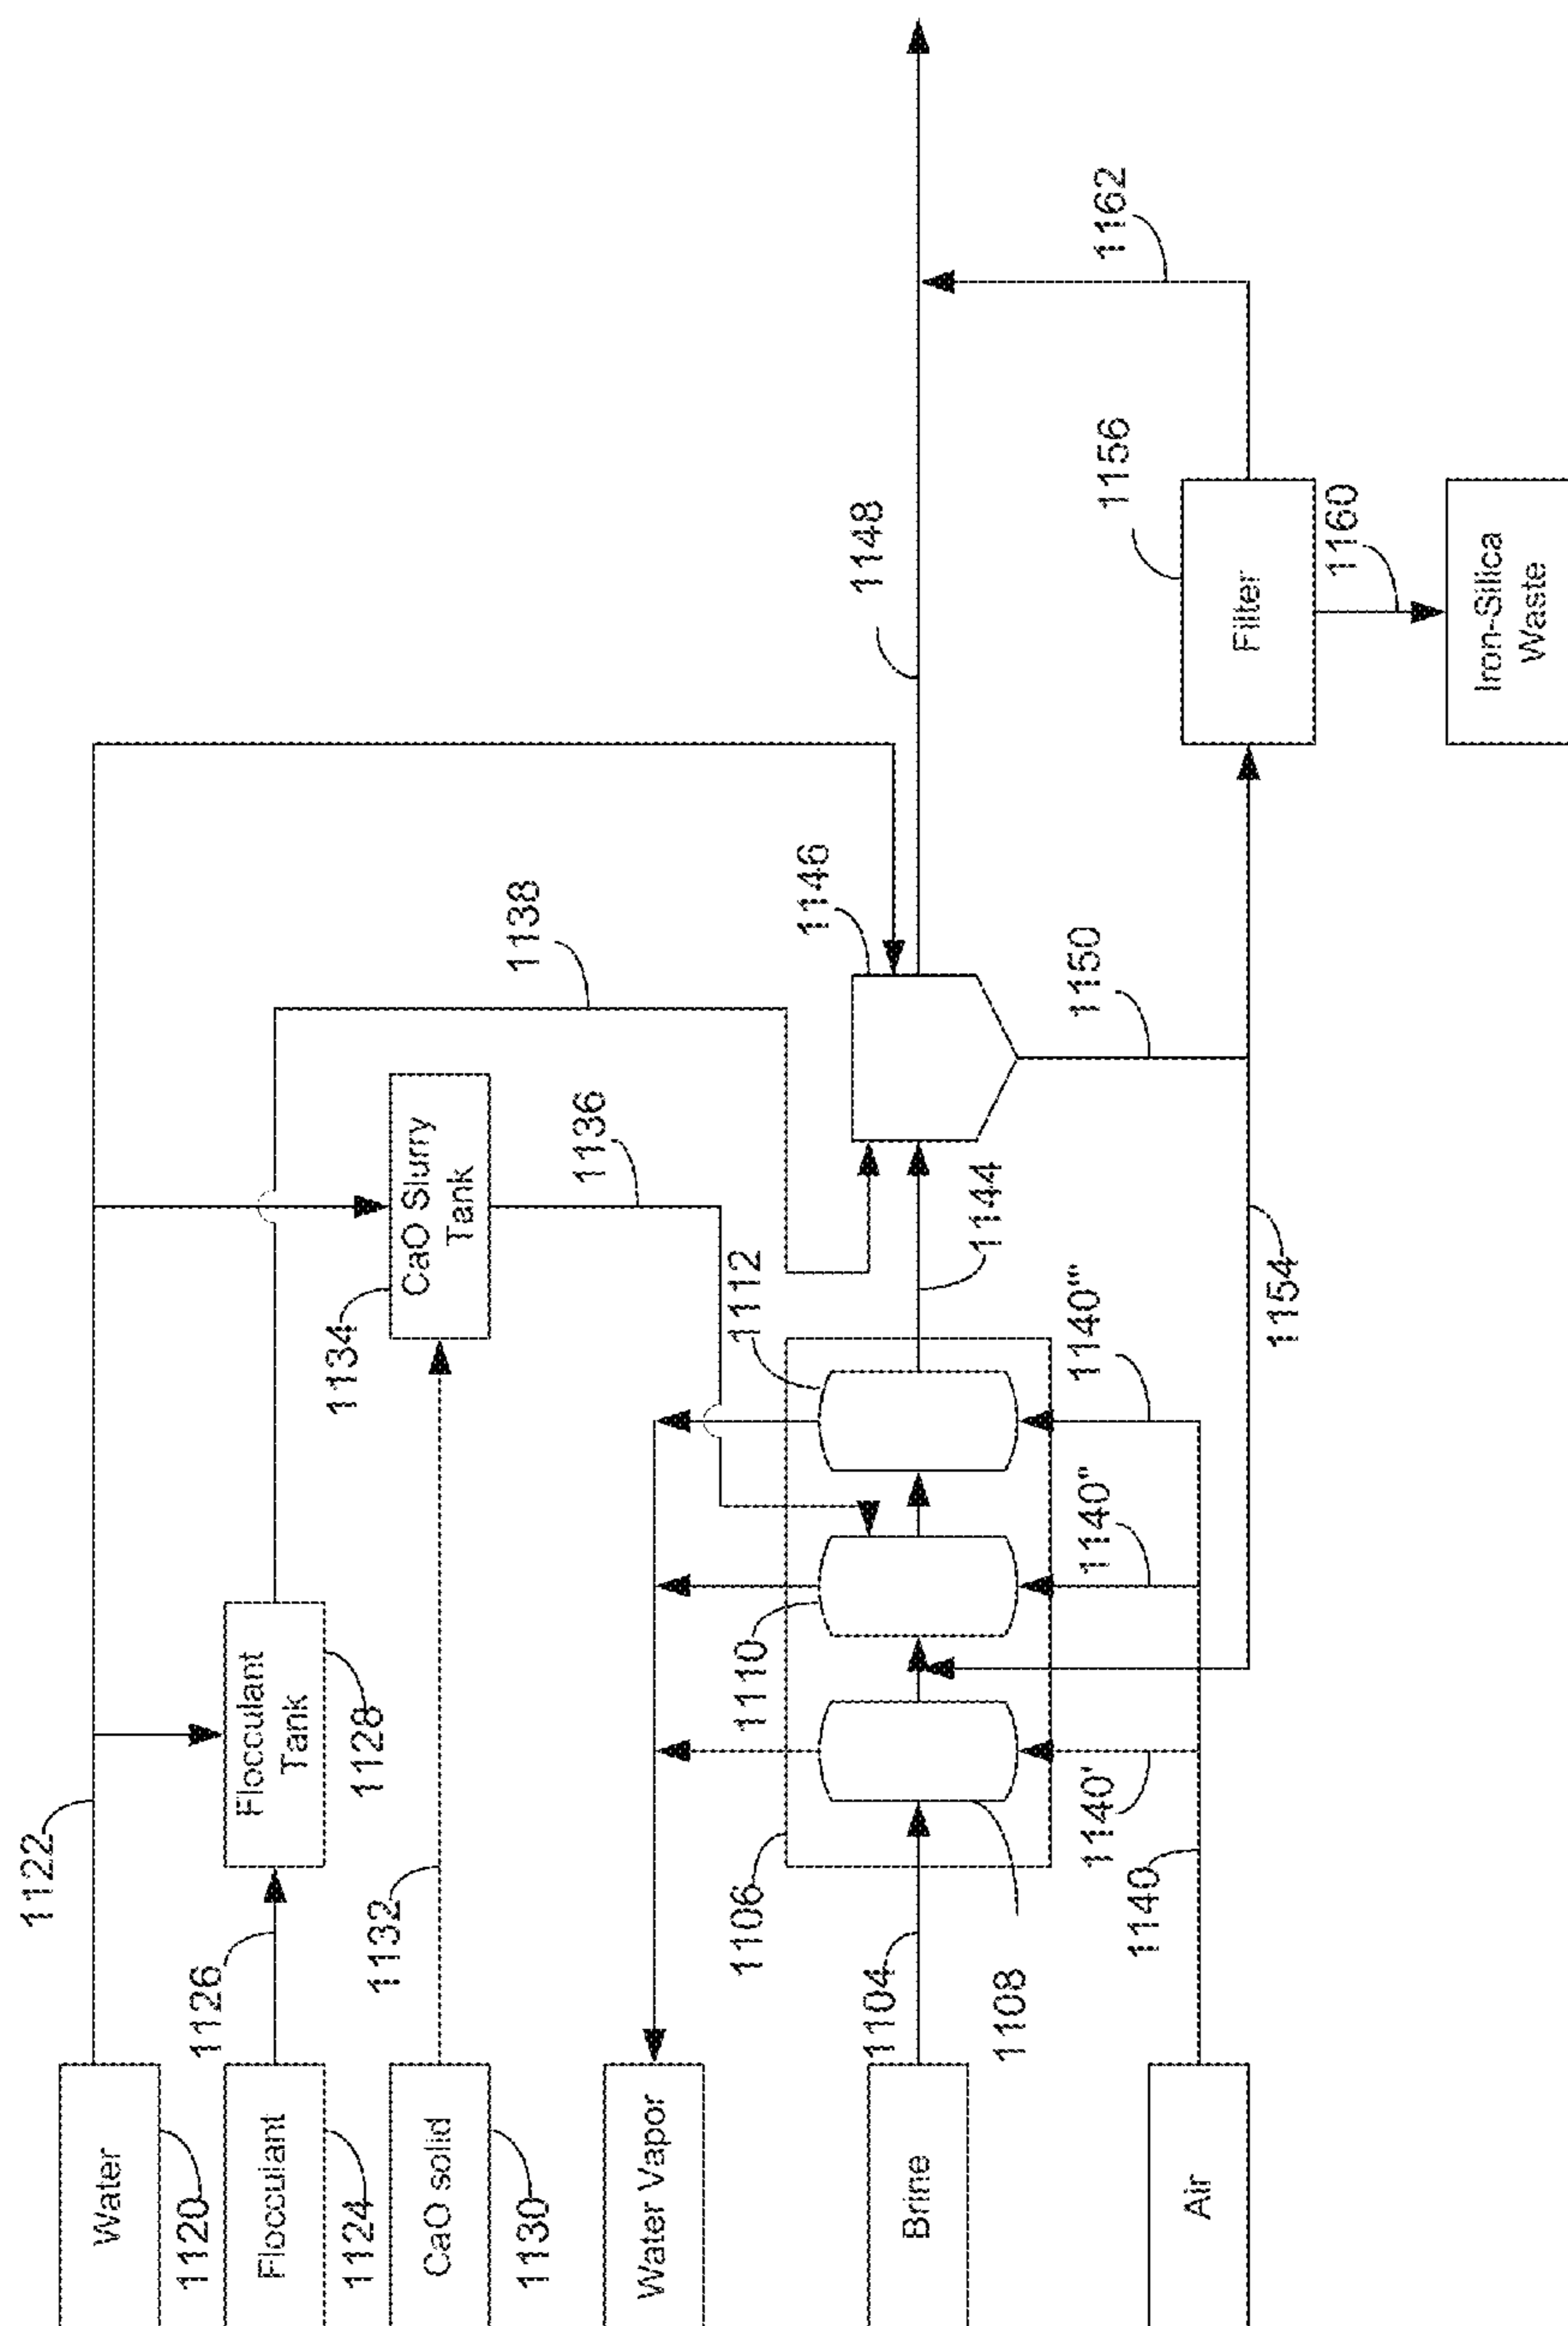 Water
1120
1122
Flocculant
1124
1126
Flocculant
Tank
1128
CaO solid
1130
1132
CaO Slurry
Tank
1134
1136
1138
Water Vapor
Brine
1104
1106
1108
1110
1112
1144
1146
1148
Air
1140
1140'
1140"
1140'"
1150
1154
Filter
1156
1160
1162
Iron-Silica
Waste